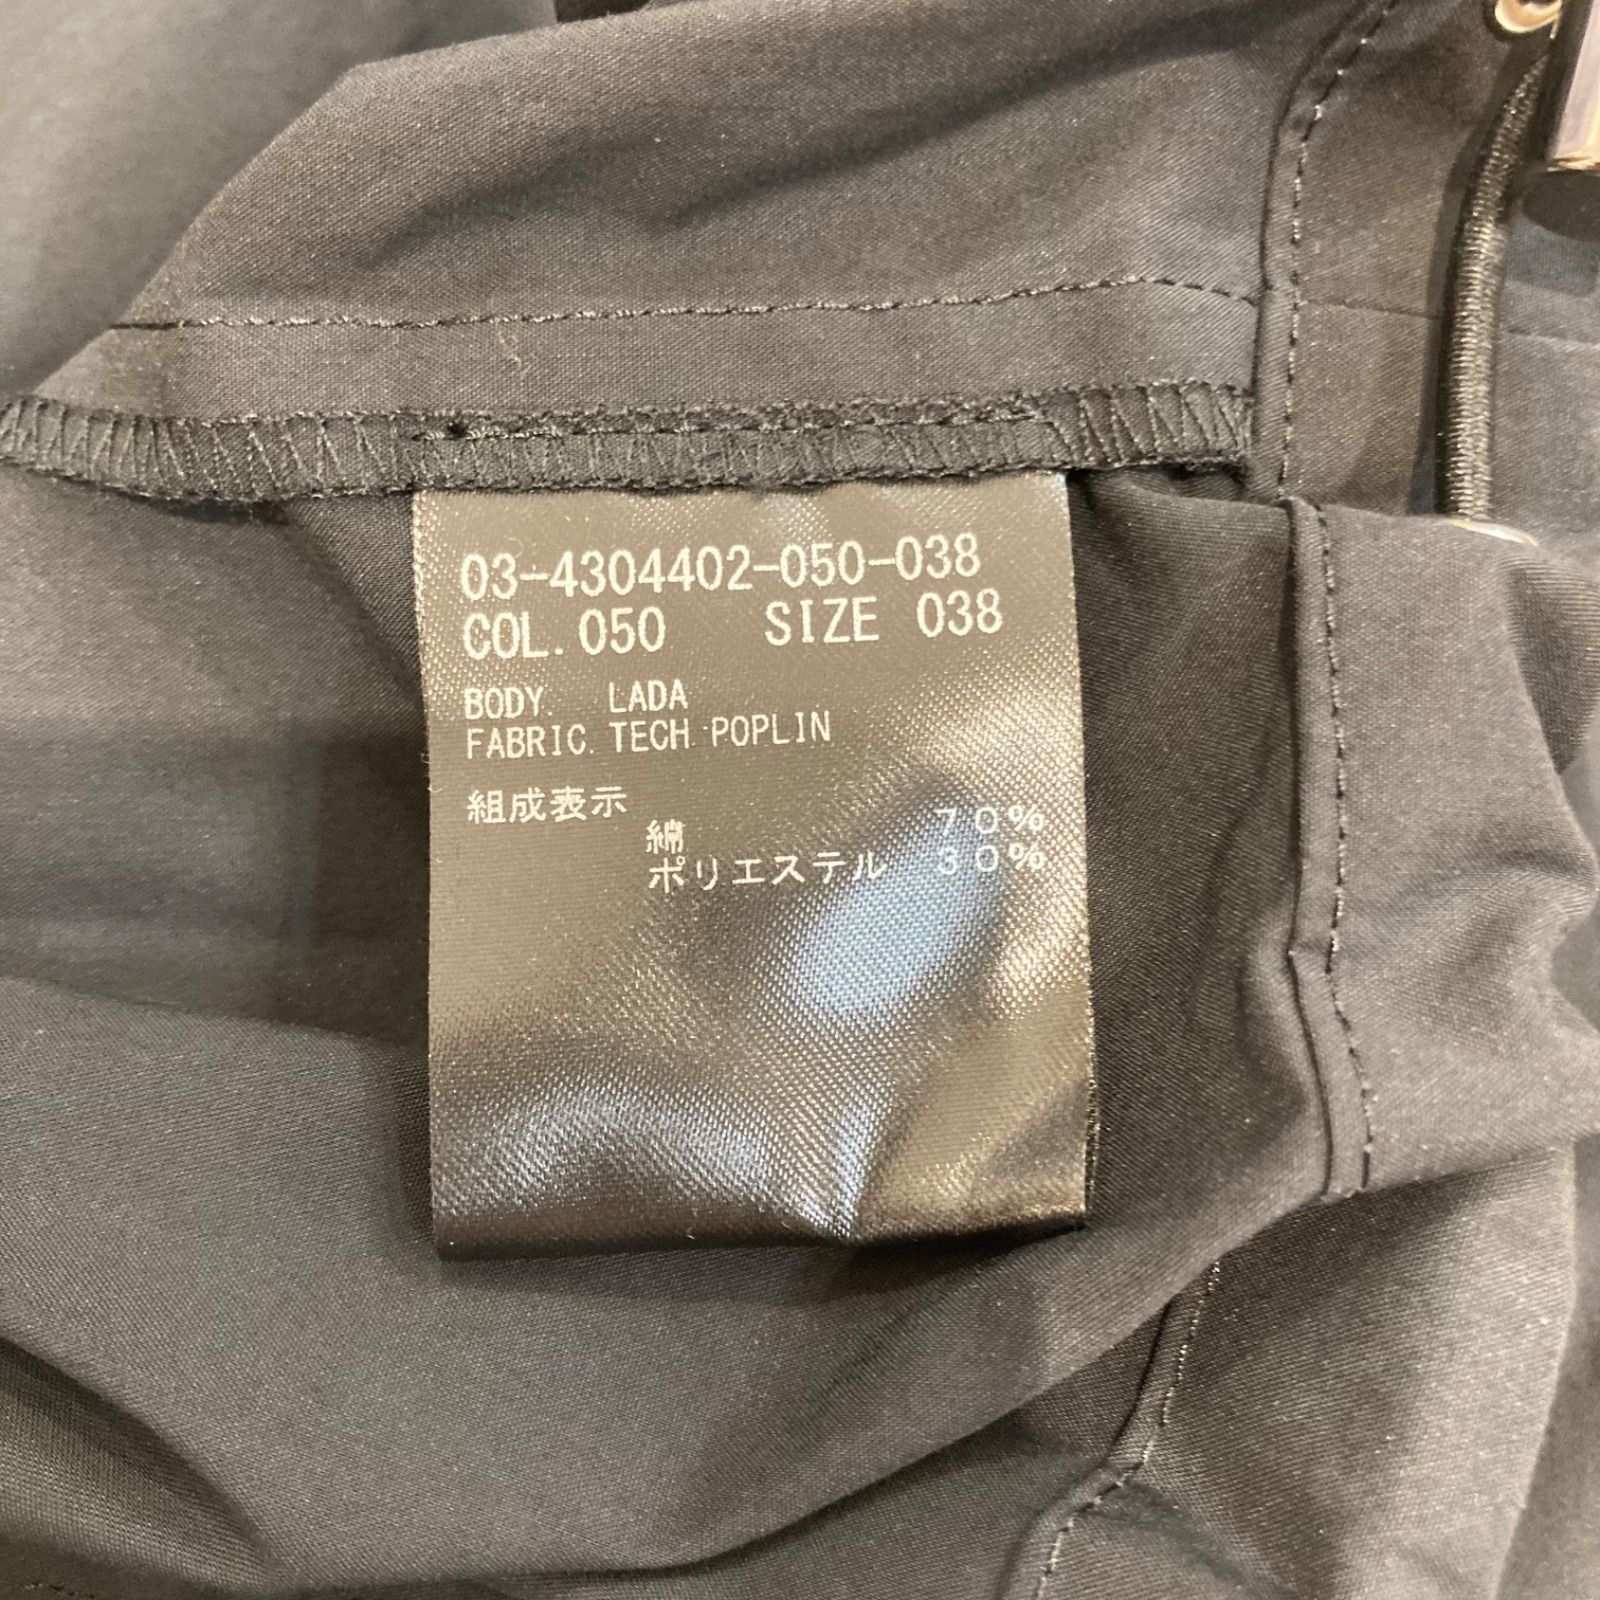 03-4304402-050-038
COL.050 SIZE 038
BODY. LADA
FABRIC. TECH POPLIN
組成表示
綿 70%
ポリエステル 30%